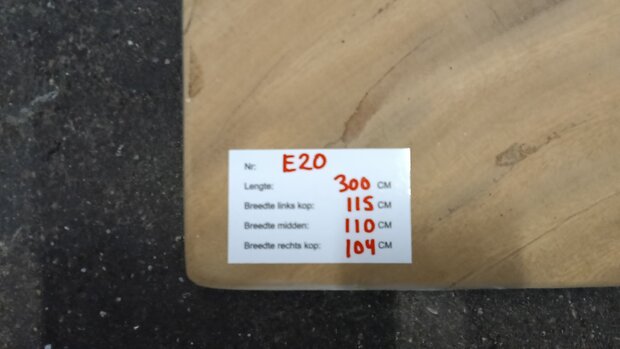 Nr: E20
Lengte: 300 CM
Breedte links kop: 115 CM
Breedte midden: 110 CM
Breedte rechts kop: 104 CM